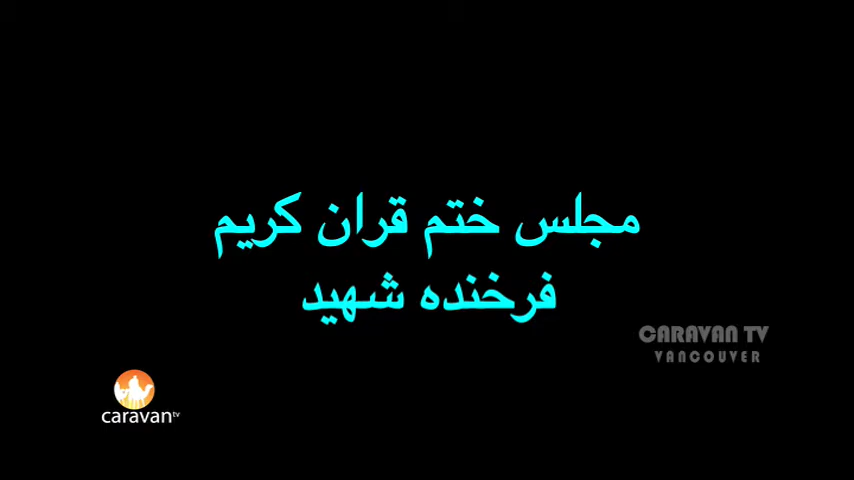 مجلس ختم قران کریم
فرخنده شهید
CARAVAN TV
VANCOUVER
caravan tv